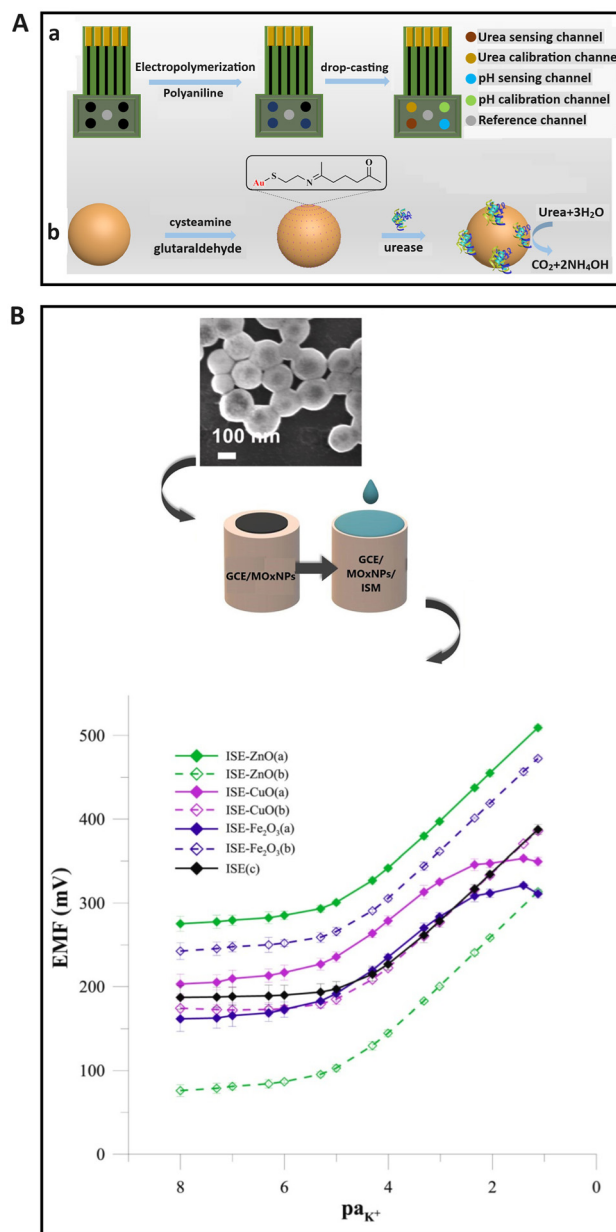 A
a
Electropolymerization
Polyaniline
drop-casting
Urea sensing channel
Urea calibration channel
pH sensing channel
pH calibration channel
Reference channel
Au
S
N
O
b
cysteamine
glutaraldehyde
urease
Urea+3H₂O
CO₂+2NH₄OH
B
100 nm
GCE/MOxNPs
GCE/
MOxNPs/
ISM
ISE-ZnO(a)
ISE-ZnO(b)
ISE-CuO(a)
ISE-CuO(b)
ISE-Fe₂O₃(a)
ISE-Fe₂O₃(b)
ISE(c)
EMF (mV)
500
400
300
200
100
0
8
6
4
2
0
pa_K⁺